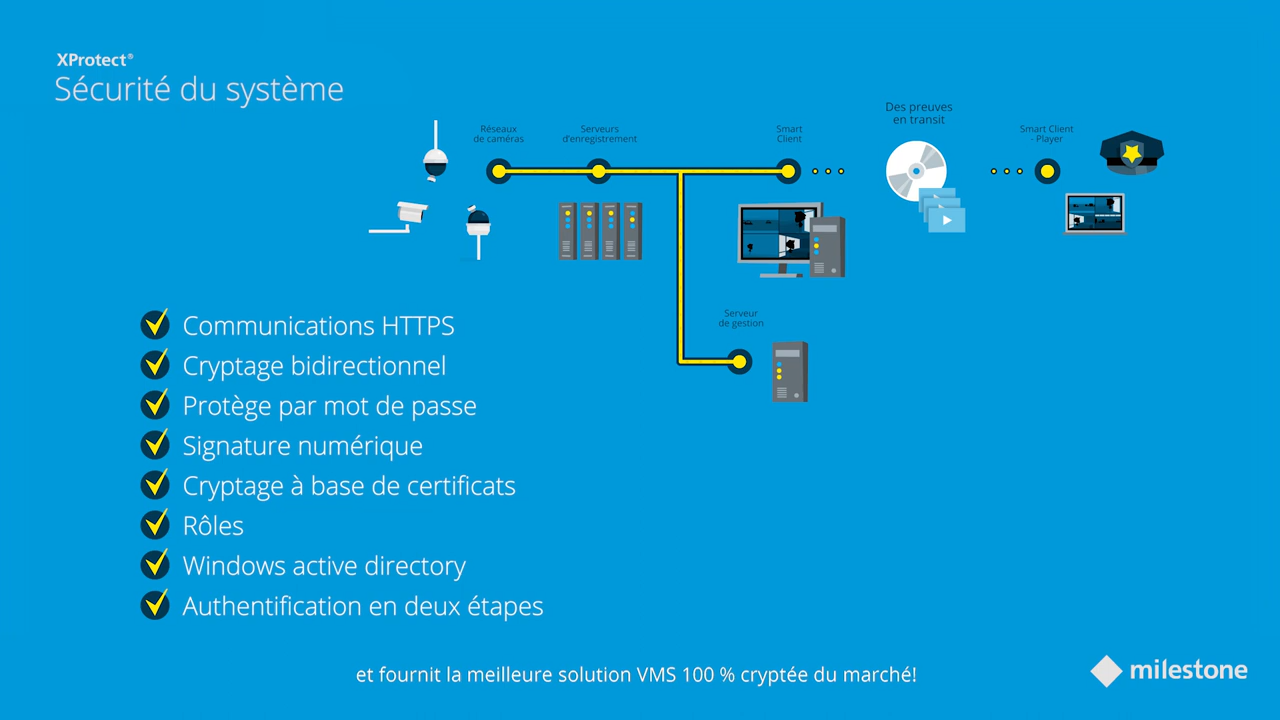 XProtect®
Sécurité du système
Réseaux
de caméras
Serveurs
d'enregistrement
Smart
Client
Des preuves
en transit
Smart Client
- Player
Serveur
de gestion
Communications HTTPS
Cryptage bidirectionnel
Protège par mot de passe
Signature numérique
Cryptage à base de certificats
Rôles
Windows active directory
Authentification en deux étapes
et fournit la meilleure solution VMS 100 % cryptée du marché!
milestone